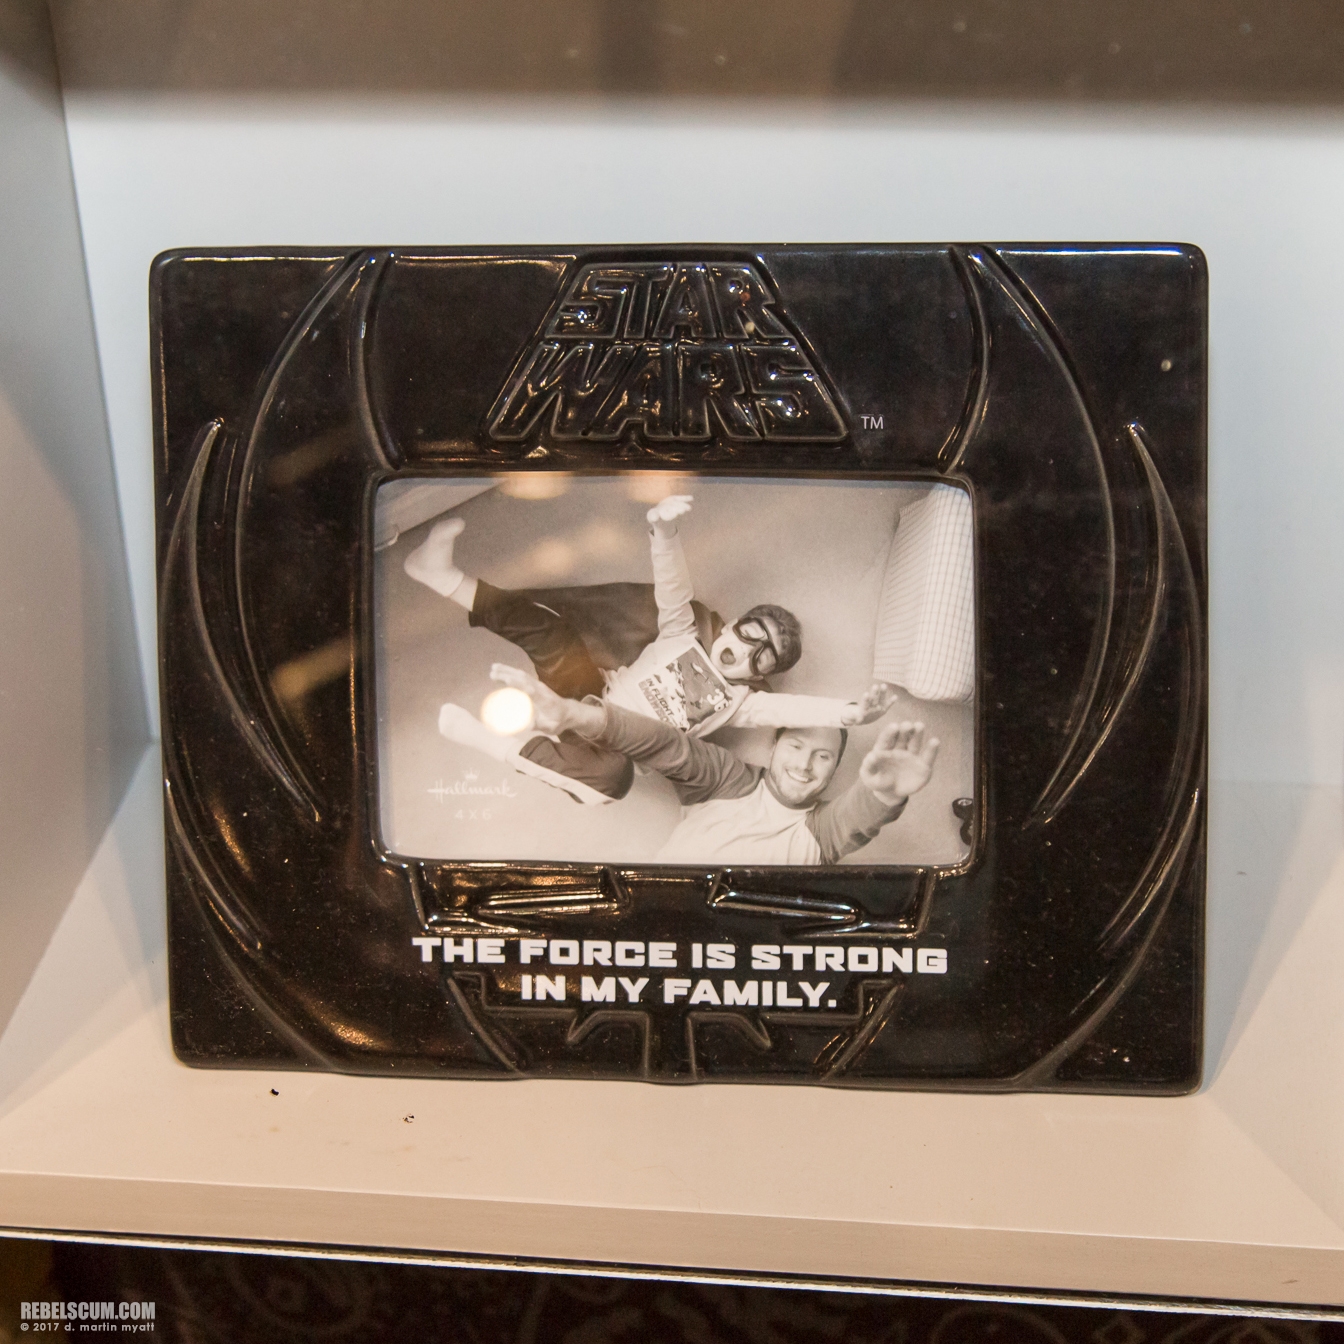 STAR
WARS
TM
Hallmark
4 x 6
THE FORCE IS STRONG
IN MY FAMILY.
REBELSCUM.COM
© 2017 d. martin myatt